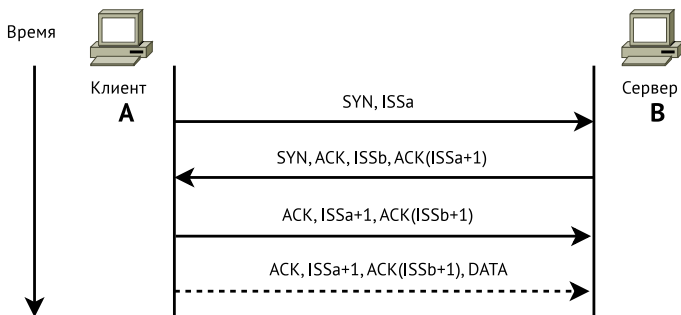 Время
Клиент
A
Сервер
B
SYN, ISSa
SYN, ACK, ISSb, ACK(ISSa+1)
ACK, ISSa+1, ACK(ISSb+1)
ACK, ISSa+1, ACK(ISSb+1), DATA